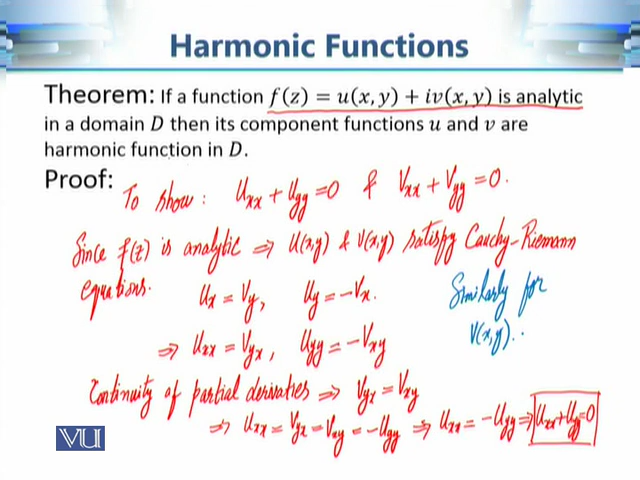 Harmonic Functions
Theorem: If a function f(z) = u(x, y) + iv(x, y) is analytic
in a domain D then its component functions u and v are
harmonic function in D.
Proof:
To show: Uxx + Uyy = 0 & Vxx + Vyy = 0.
Since f(z) is analytic ⇒ U(x,y) & V(x,y) satisfy Cauchy-Riemann
equations.
Ux = Vy, Uy = -Vx.
Similarly for
V(x,y)..
⇒ Uxx = Vyx, Uyy = -Vxy
Continuity of partial derivaties ⇒ Vyx = Vxy
⇒ Uxx = Vyx = Vxy = -Uyy ⇒ Uxx = -Uyy ⇒ Uxx + Uyy = 0
VU